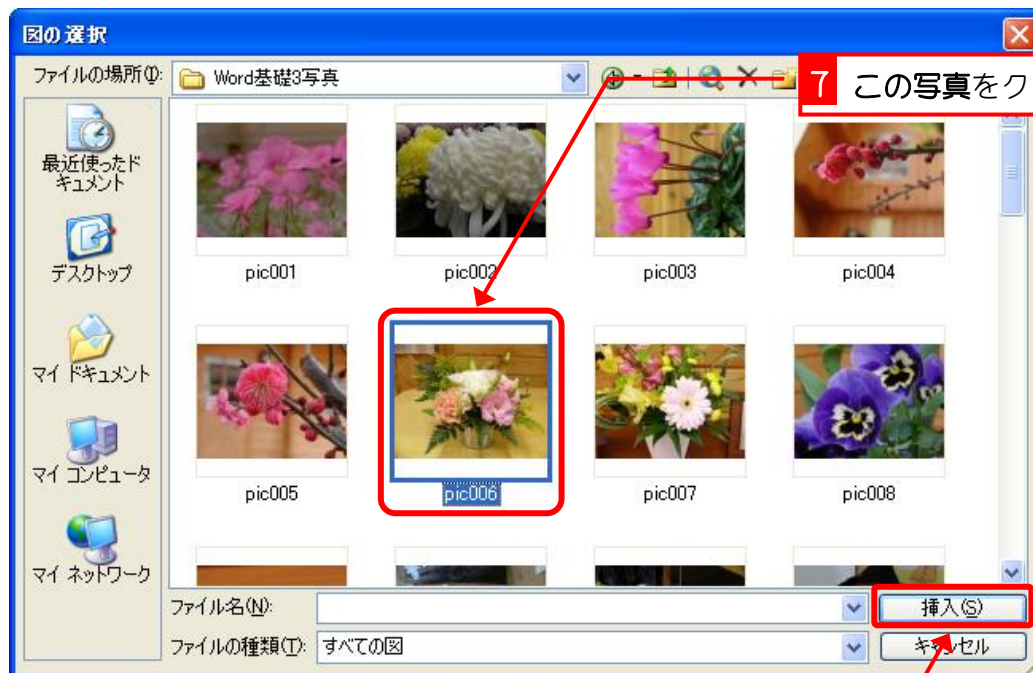 図の選択
ファイルの場所(I):
Word基礎3写真
7 この写真をク
最近使ったド
キュメント
デスクトップ
マイ ドキュメント
マイ コンピュータ
マイ ネットワーク
pic001
pic002
pic003
pic004
pic005
pic006
pic007
pic008
ファイル名(N):
挿入(S)
ファイルの種類(T):
すべての図
キャンセル